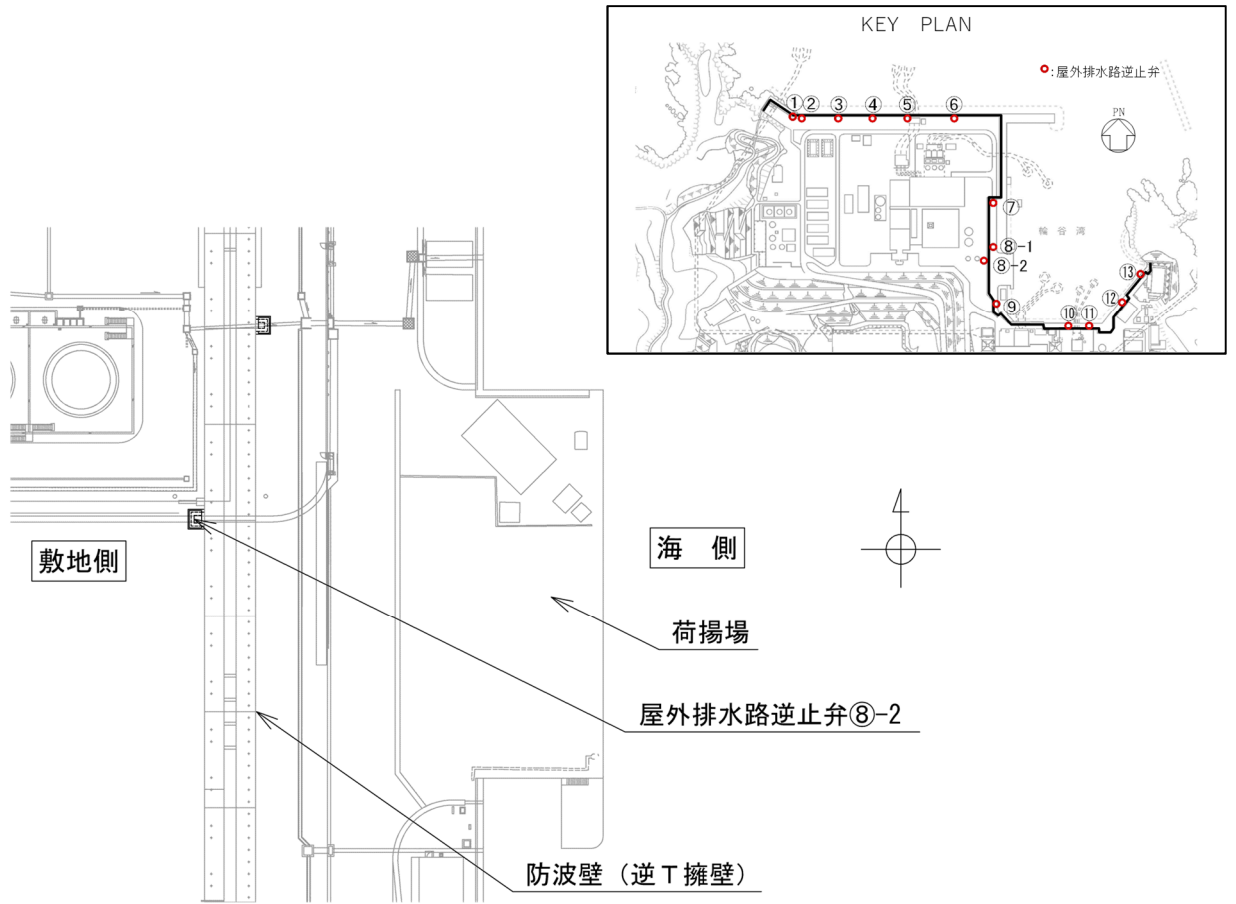 KEY PLAN
:屋外排水路逆止弁
PN
①
②
③
④
⑤
⑥
⑦
輪谷湾
⑧-1
⑧-2
⑨
⑩
⑪
⑫
⑬
敷地側
海 側
荷揚場
屋外排水路逆止弁⑧-2
防波壁（逆Ｔ擁壁）